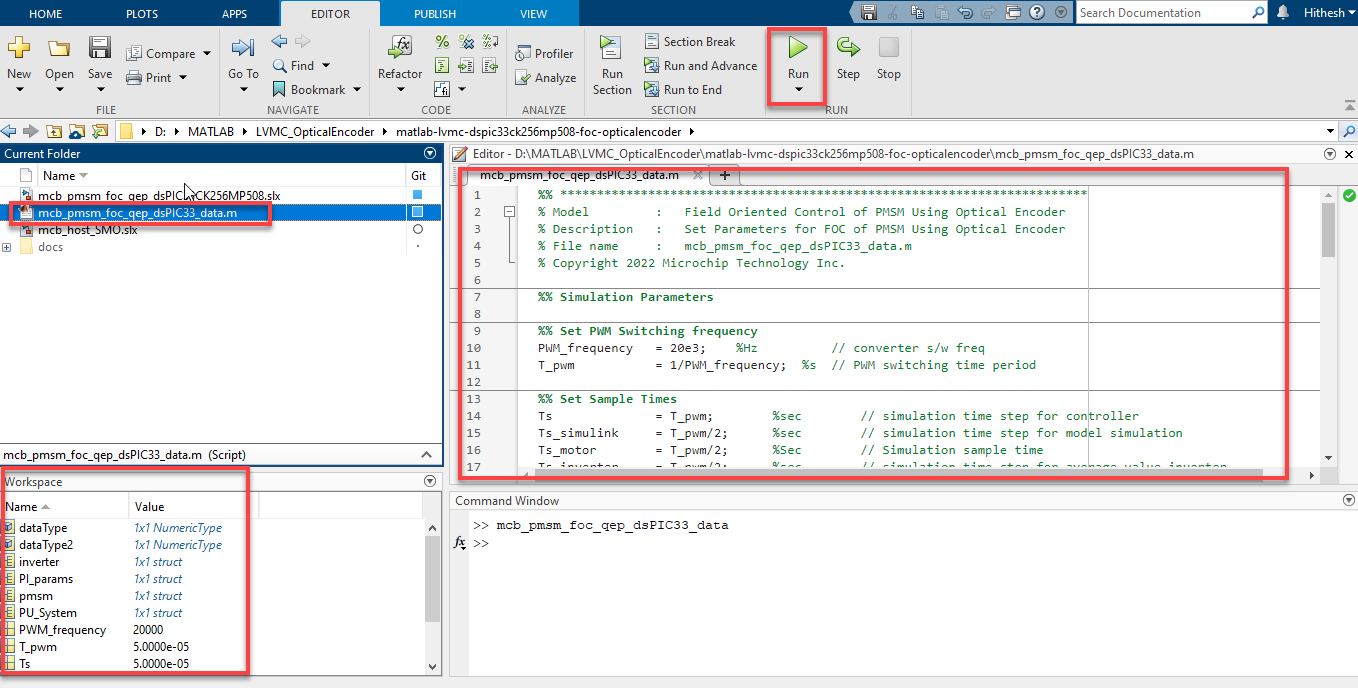 HOME PLOTS APPS EDITOR PUBLISH VIEW Search Documentation Hithesh
New Open Save Compare Print Go To Find Bookmark Refactor Profiler Analyze Run Section Section Break Run and Advance Run to End Run Step Stop
FILE NAVIGATE CODE ANALYZE SECTION RUN
D: MATLAB LVMC_OpticalEncoder matlab-lvmc-dspic33ck256mp508-foc-opticalencoder
Current Folder
Name Git
mcb_pmsm_foc_qep_dsPIC CK256MP508.slx
mcb_pmsm_foc_qep_dsPIC33_data.m
mcb_host_SMO.slx
docs
mcb_pmsm_foc_qep_dsPIC33_data.m (Script)
Workspace
Name Value
dataType 1x1 NumericType
dataType2 1x1 NumericType
inverter 1x1 struct
PI_params 1x1 struct
pmsm 1x1 struct
PU_System 1x1 struct
PWM_frequency 20000
T_pwm 5.0000e-05
Ts 5.0000e-05
Editor - D:\MATLAB\LVMC_OpticalEncoder\matlab-lvmc-dspic33ck256mp508-foc-opticalencoder\mcb_pmsm_foc_qep_dsPIC33_data.m
mcb_pmsm_foc_qep_dsPIC33_data.m
1 %% ************************************************************************
2 % Model : Field Oriented Control of PMSM Using Optical Encoder
3 % Description : Set Parameters for FOC of PMSM Using Optical Encoder
4 % File name : mcb_pmsm_foc_qep_dsPIC33_data.m
5 % Copyright 2022 Microchip Technology Inc.
6
7 %% Simulation Parameters
8
9 %% Set PWM Switching frequency
10 PWM_frequency = 20e3; %Hz // converter s/w freq
11 T_pwm = 1/PWM_frequency; %s // PWM switching time period
12
13 %% Set Sample Times
14 Ts = T_pwm; %sec // simulation time step for controller
15 Ts_simulink = T_pwm/2; %sec // simulation time step for model simulation
16 Ts_motor = T_pwm/2; %Sec // Simulation sample time
17 Ts_inverter = T_pwm/2; %sec // simulation time step for average value inverter
Command Window
>> mcb_pmsm_foc_qep_dsPIC33_data
fx >>